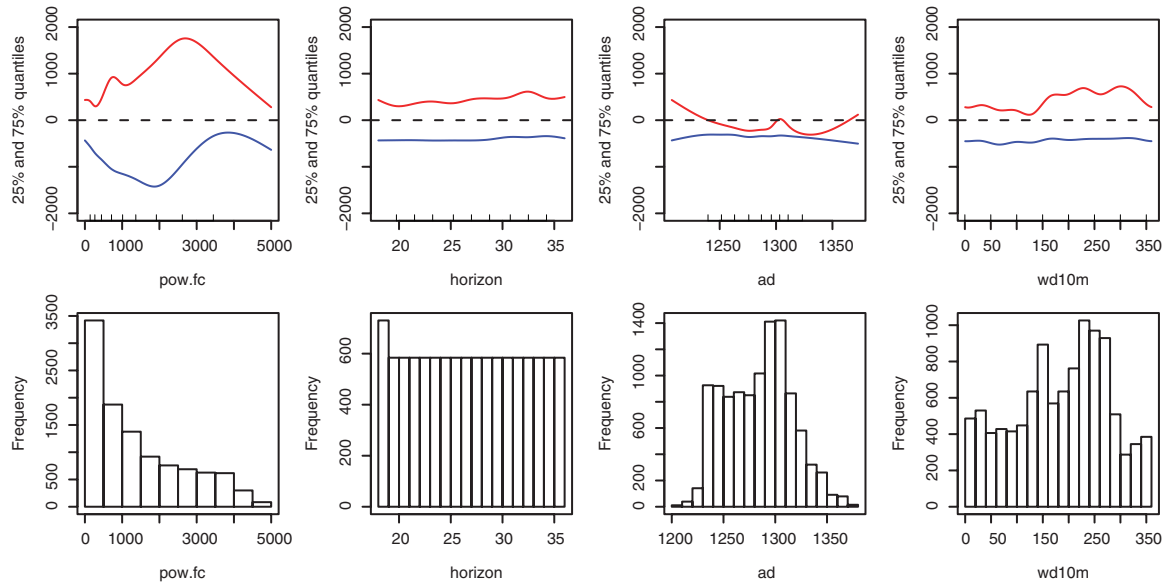 25% and 75% quantiles
−2000 0 1000 2000
0 1000 3000 5000
pow.fc
25% and 75% quantiles
−2000 0 1000 2000
20 25 30 35
horizon
25% and 75% quantiles
−2000 0 1000 2000
1250 1300 1350
ad
25% and 75% quantiles
−2000 0 1000 2000
0 50 150 250 350
wd10m
Frequency
0 500 1500 2500 3500
0 1000 3000 5000
pow.fc
Frequency
0 200 400 600
20 25 30 35
horizon
Frequency
0 200 600 1000 1400
1200 1250 1300 1350
ad
Frequency
0 200 400 600 800 1000
0 50 150 250 350
wd10m